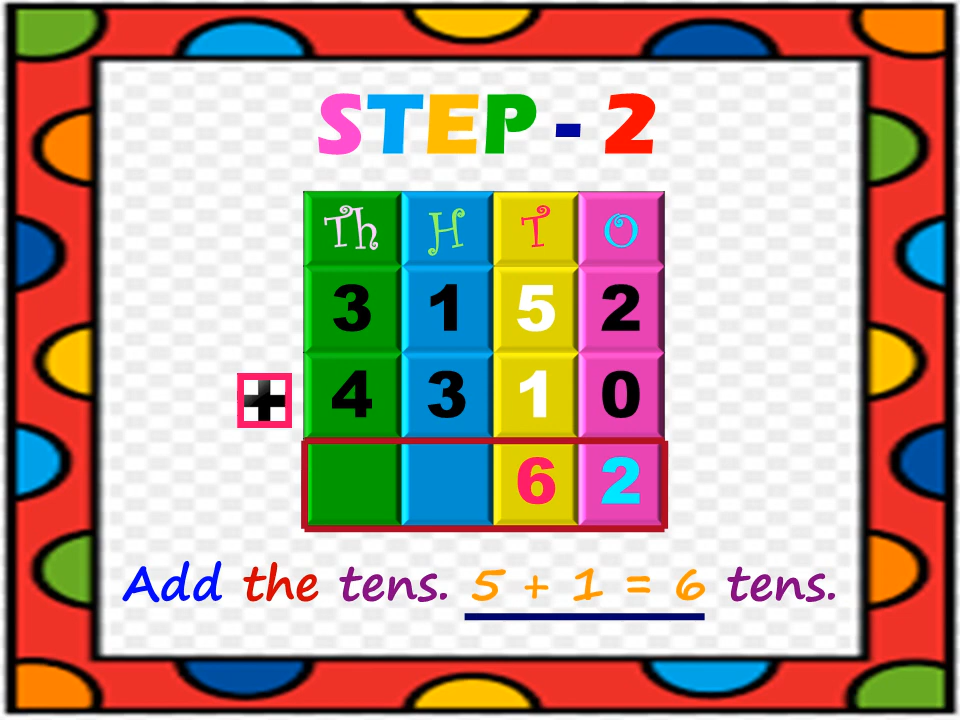 STEP - 2
Th H T O
3 1 5 2
+ 4 3 1 0
6 2
Add the tens. 5 + 1 = 6 tens.